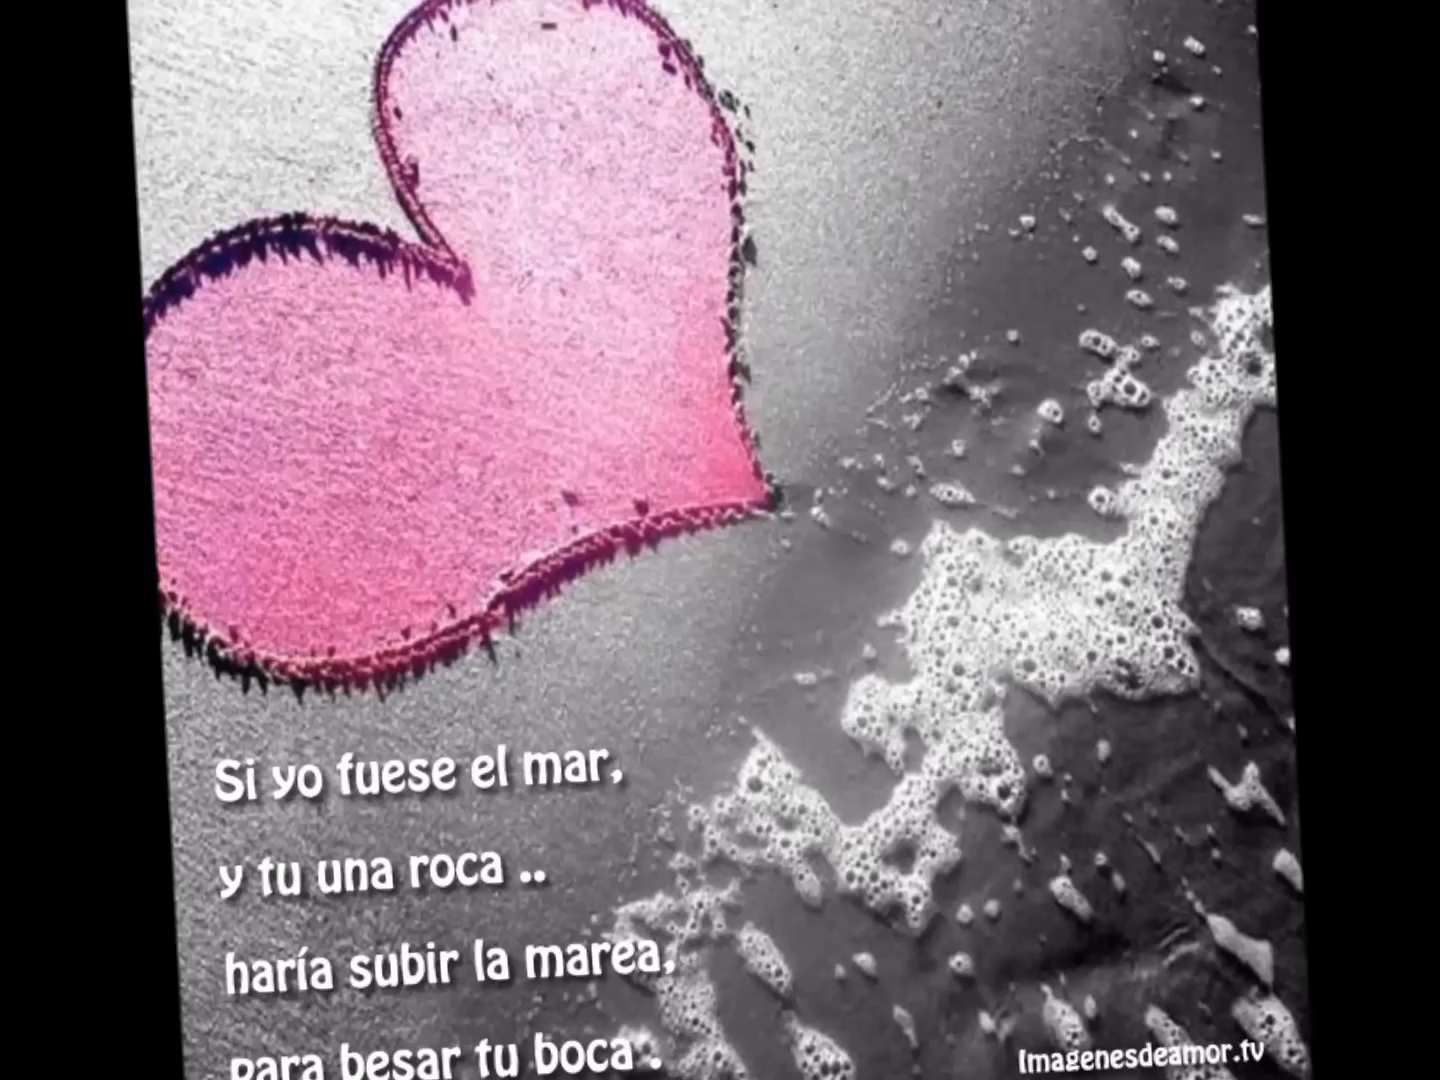 Si yo fuese el mar,
y tu una roca ..
haría subir la marea,
para besar tu boca .
Imagenesdeamor.tv